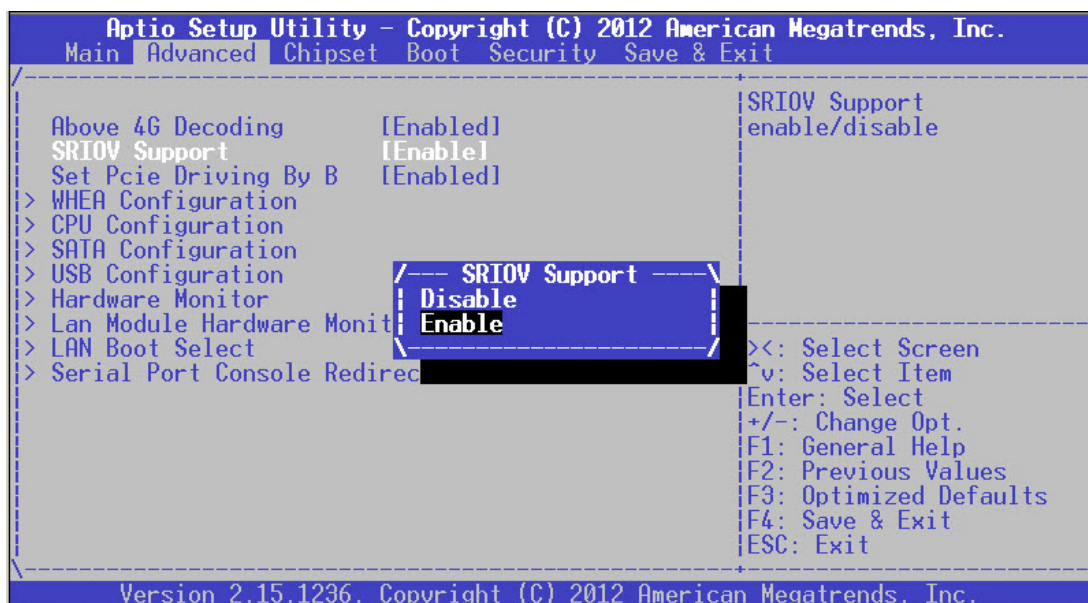 Aptio Setup Utility – Copyright (C) 2012 American Megatrends, Inc.
Main Advanced Chipset Boot Security Save & Exit
SRIOV Support
enable/disable
Above 4G Decoding [Enabled]
SRIOV Support [Enable]
Set Pcie Driving By B [Enabled]
> WHEA Configuration
> CPU Configuration
> SATA Configuration
> USB Configuration
> Hardware Monitor
> Lan Module Hardware Monit
> LAN Boot Select
> Serial Port Console Redirec
/--- SRIOV Support ----\
Disable
Enable
><: Select Screen
^v: Select Item
Enter: Select
+/-: Change Opt.
F1: General Help
F2: Previous Values
F3: Optimized Defaults
F4: Save & Exit
ESC: Exit
Version 2.15.1236. Copyright (C) 2012 American Megatrends, Inc.